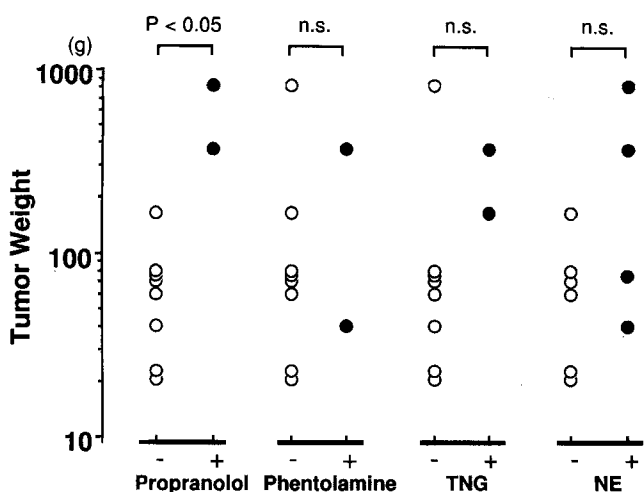 P < 0.05 n.s. n.s. n.s.
(g)
1000
100
10
Tumor Weight
- + - + - + - +
Propranolol Phentolamine TNG NE